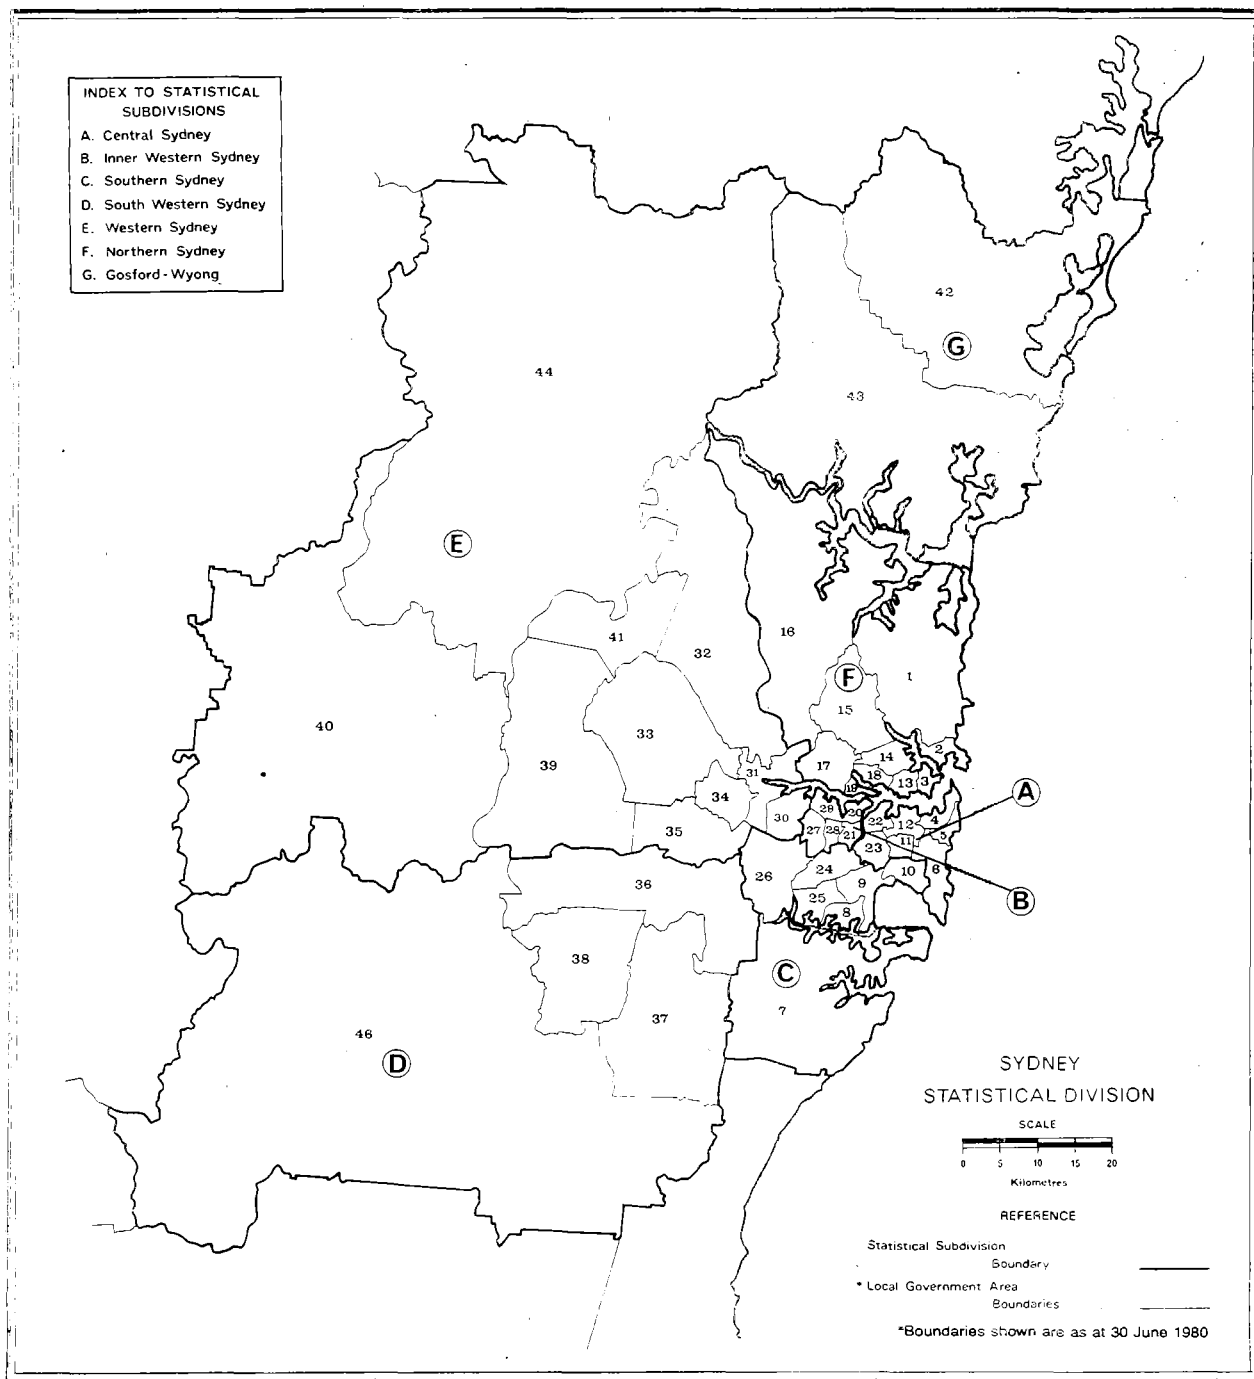 INDEX TO STATISTICAL
SUBDIVISIONS
A. Central Sydney
B. Inner Western Sydney
C. Southern Sydney
D. South Western Sydney
E. Western Sydney
F. Northern Sydney
G. Gosford-Wyong
42
G
44
43
E
16
41
32
F
1
15
40
33
39
2
14
17
31
18
13
3
19
34
A
29
20
30
4
22
12
35
27
28
21
5
11
23
26
24
10
6
36
9
B
25
8
38
C
7
37
46
D
SYDNEY
STATISTICAL DIVISION
SCALE
0 5 10 15 20
Kilometres
REFERENCE
Statistical Subdivision
Boundary
* Local Government Area
Boundaries
*Boundaries shown are as at 30 June 1980